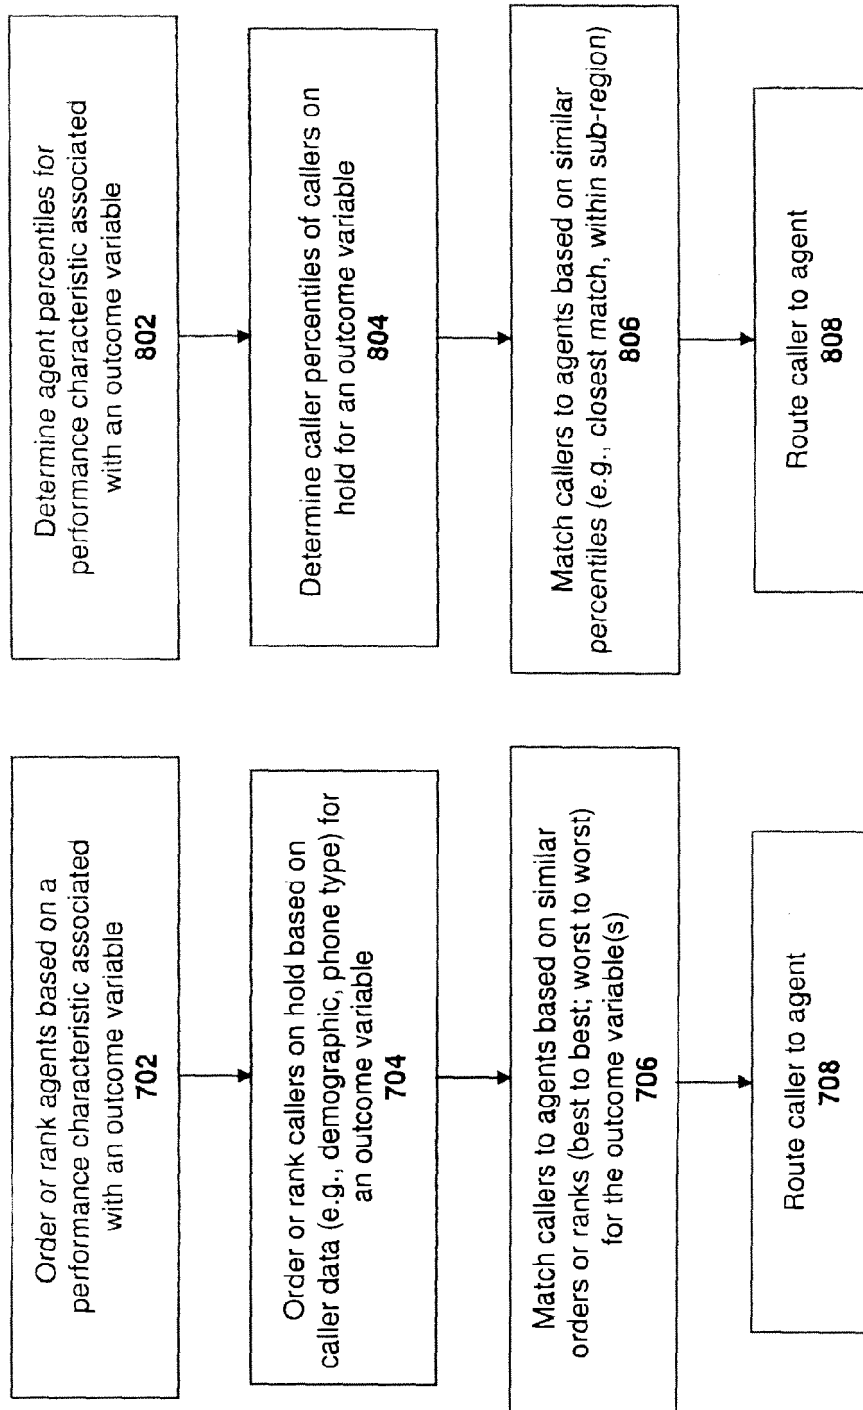 Order or rank agents based on a
performance characteristic associated
with an outcome variable
702
Order or rank callers on hold based on
caller data (e.g., demographic, phone type) for
an outcome variable
704
Match callers to agents based on similar
orders or ranks (best to best; worst to worst)
for the outcome variable(s)
706
Route caller to agent
708
Determine agent percentiles for
performance characteristic associated
with an outcome variable
802
Determine caller percentiles of callers on
hold for an outcome variable
804
Match callers to agents based on similar
percentiles (e.g., closest match, within sub-region)
806
Route caller to agent
808